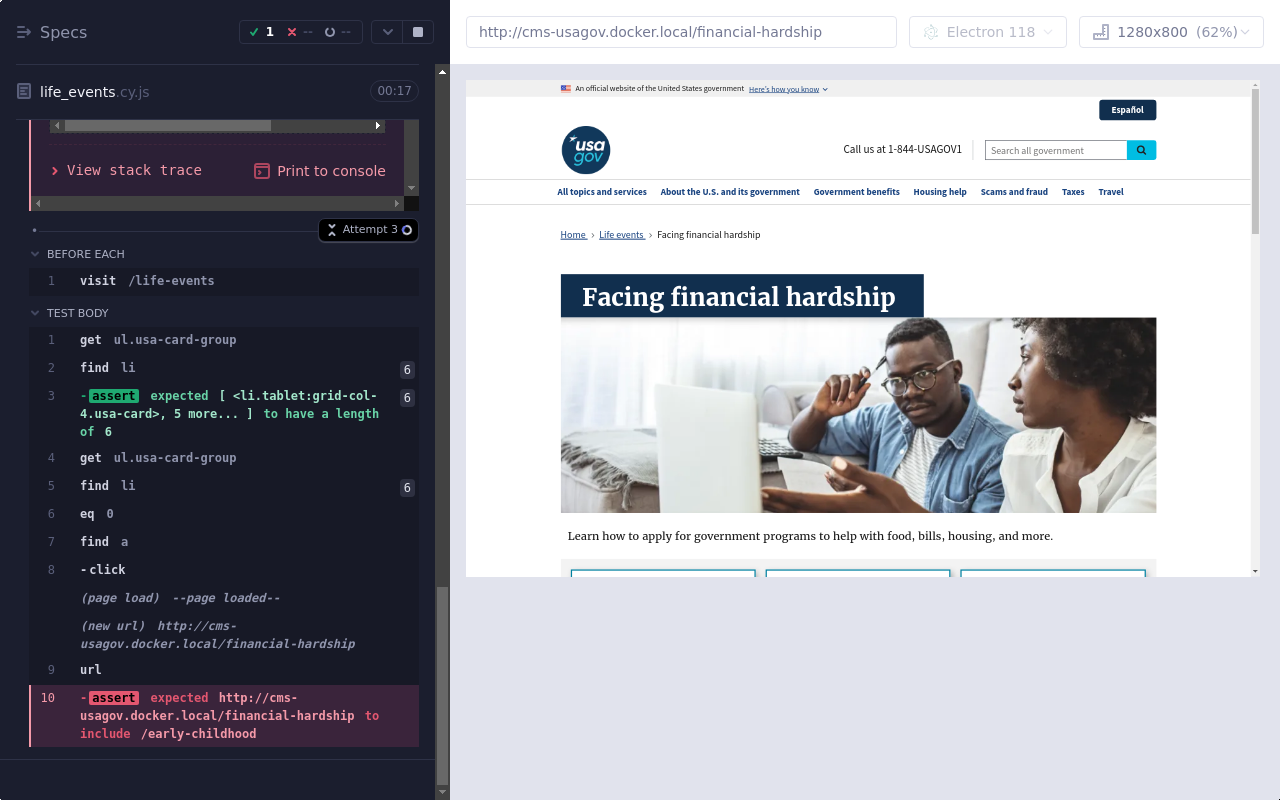 Specs
1
--
--
http://cms-usagov.docker.local/financial-hardship
Electron 118
1280x800 (62%)
life_events.cy.js
00:17
View stack trace
Print to console
Attempt 3
BEFORE EACH
1 visit /life-events
TEST BODY
1 get ul.usa-card-group
2 find li 6
3 -assert expected [ <li.tablet:grid-col- 6
4.usa-card>, 5 more... ] to have a length
of 6
4 get ul.usa-card-group
5 find li 6
6 eq 0
7 find a
8 -click
(page load) --page loaded--
(new url) http://cms-
usagov.docker.local/financial-hardship
9 url
10 -assert expected http://cms-
usagov.docker.local/financial-hardship to
include /early-childhood
An official website of the United States government Here's how you know
Español
usa
gov
Call us at 1-844-USAGOV1
Search all government
All topics and services About the U.S. and its government Government benefits Housing help Scams and fraud Taxes Travel
Home › Life events › Facing financial hardship
Facing financial hardship
Learn how to apply for government programs to help with food, bills, housing, and more.